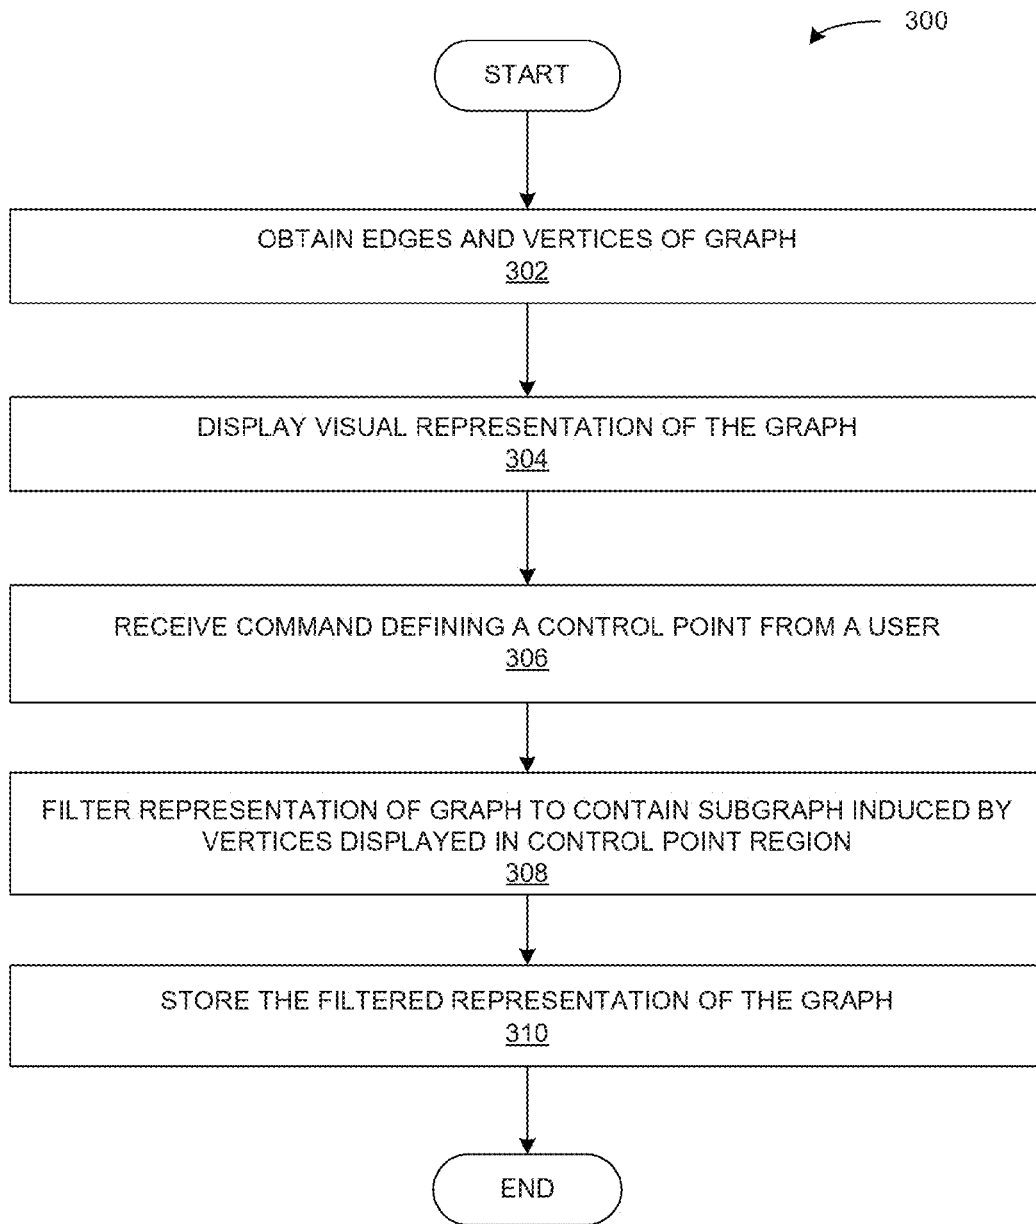 300
START
OBTAIN EDGES AND VERTICES OF GRAPH
302
DISPLAY VISUAL REPRESENTATION OF THE GRAPH
304
RECEIVE COMMAND DEFINING A CONTROL POINT FROM A USER
306
FILTER REPRESENTATION OF GRAPH TO CONTAIN SUBGRAPH INDUCED BY
VERTICES DISPLAYED IN CONTROL POINT REGION
308
STORE THE FILTERED REPRESENTATION OF THE GRAPH
310
END